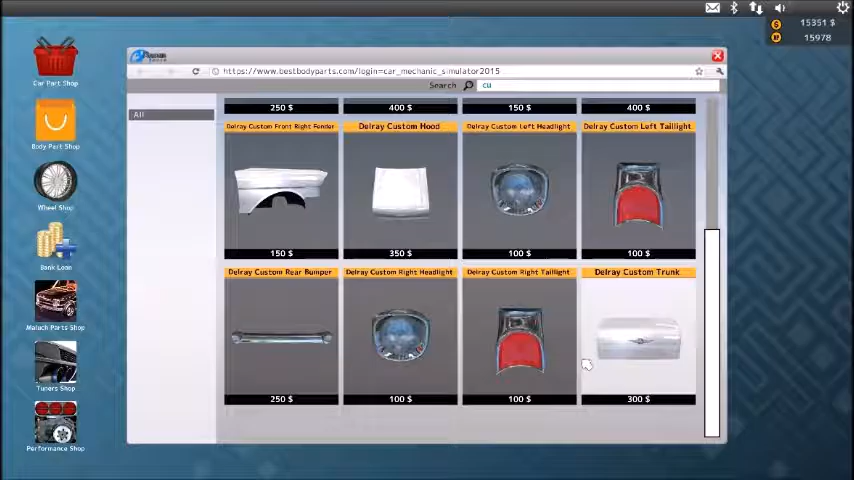 15351 $
15978
https://www.bestbodyparts.com/login=car_mechanic_simulator2015
Search
cu
All
250 $
400 $
150 $
400 $
Delray Custom Front Right Fender
Delray Custom Hood
Delray Custom Left Headlight
Delray Custom Left Taillight
150 $
350 $
100 $
100 $
Delray Custom Rear Bumper
Delray Custom Right Headlight
Delray Custom Right Taillight
Delray Custom Trunk
250 $
100 $
100 $
300 $
Car Part Shop
Body Part Shop
Wheel Shop
Bank Loan
Maluch Parts Shop
Tuners Shop
Performance Shop